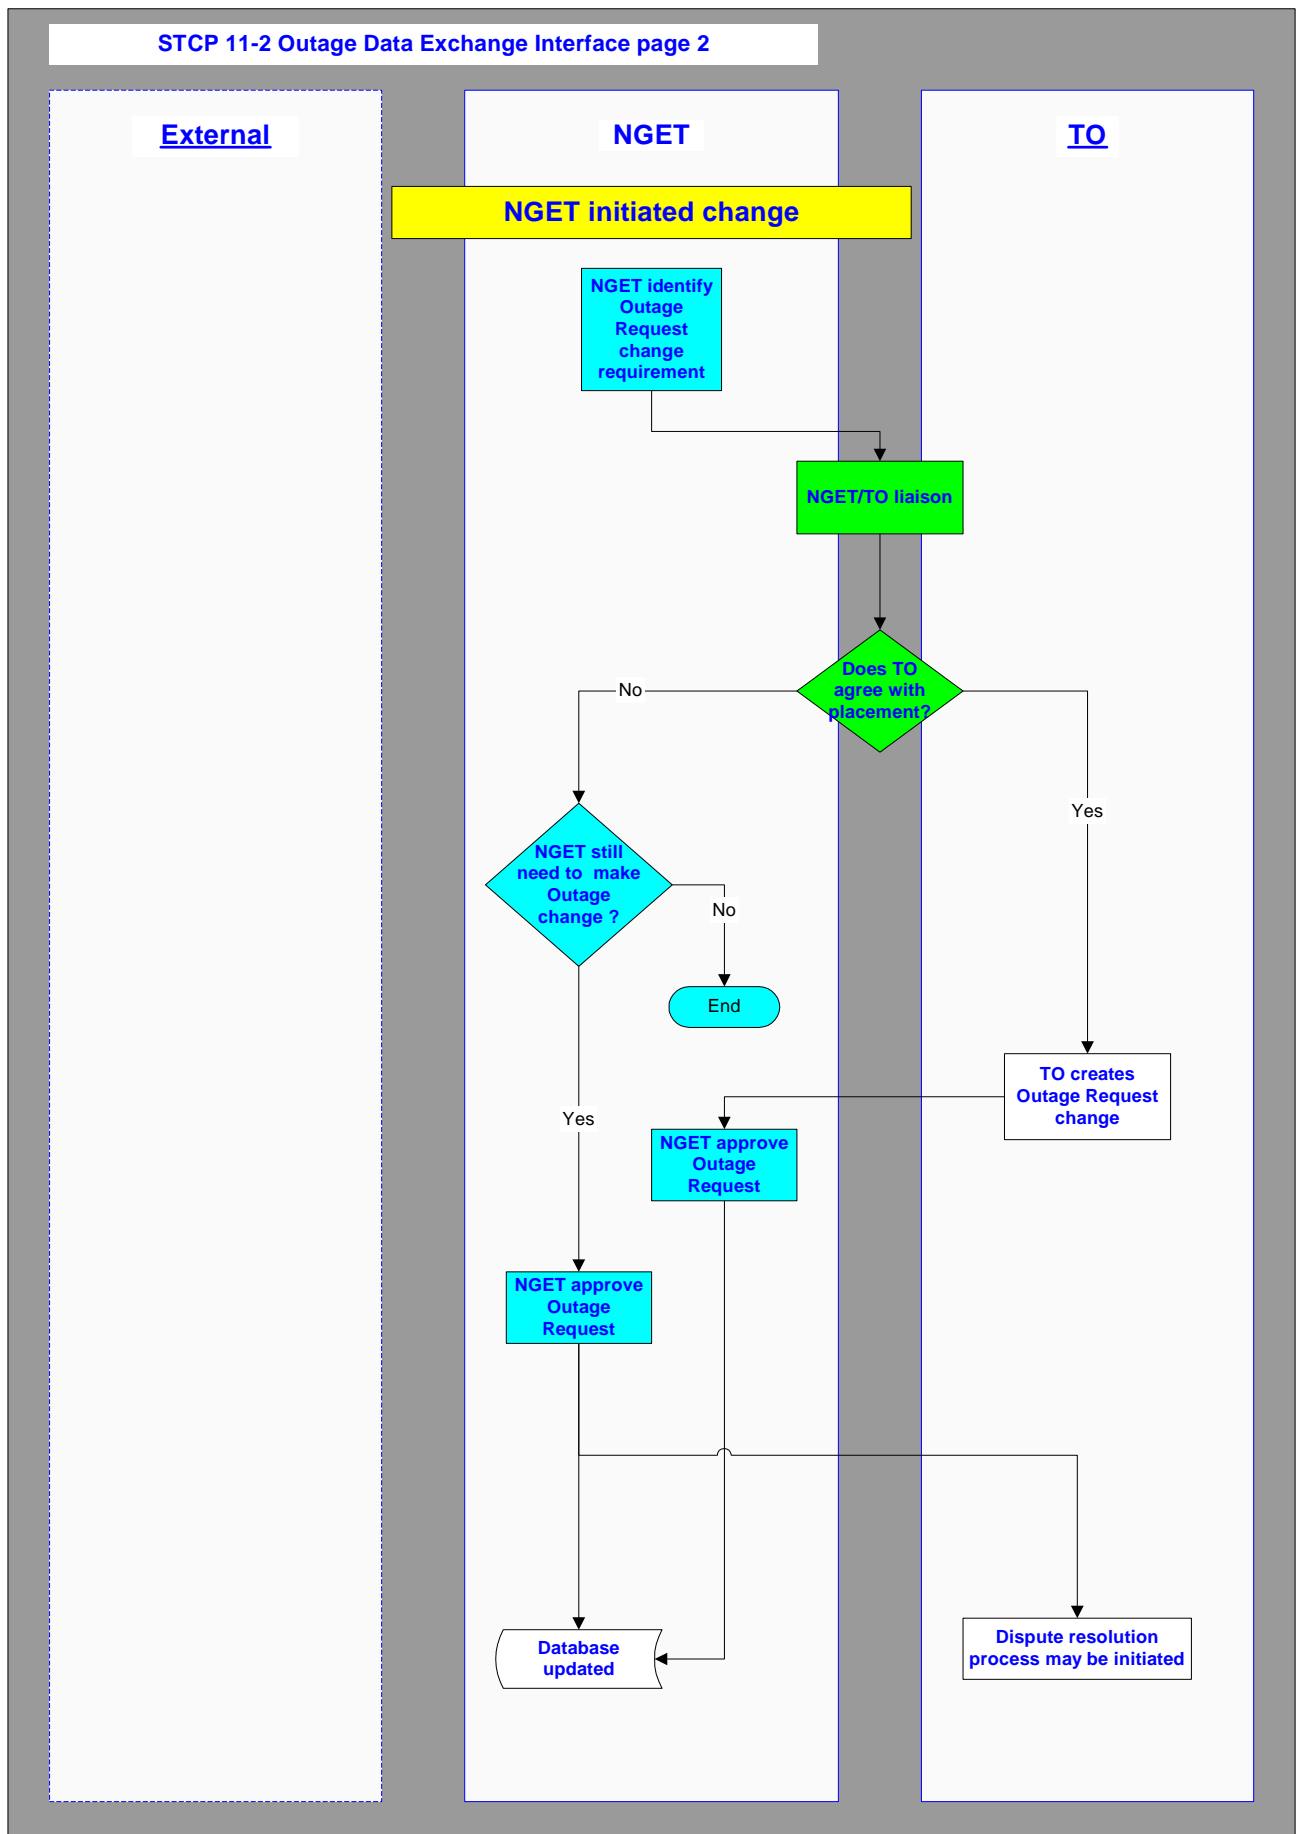 STCP 11-2 Outage Data Exchange Interface page 2
External
NGET
TO
NGET initiated change
NGET identify
Outage
Request
change
requirement
NGET/TO liaison
Does TO
agree with
placement?
No
Yes
NGET still
need to  make
Outage
change ?
No
End
TO creates
Outage Request
change
Yes
NGET approve
Outage
Request
NGET approve
Outage
Request
Database
updated
Dispute resolution
process may be initiated